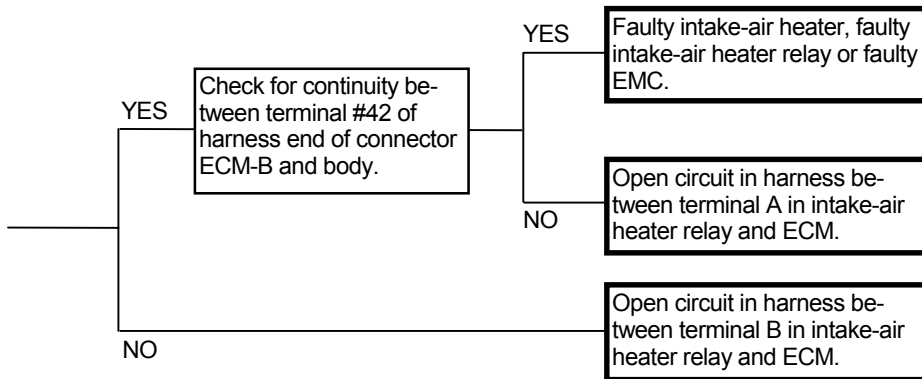 YES
Faulty intake-air heater, faulty
intake-air heater relay or faulty
EMC.
YES
Check for continuity be-
tween terminal #42 of
harness end of connector
ECM-B and body.
NO
Open circuit in harness be-
tween terminal A in intake-air
heater relay and ECM.
NO
Open circuit in harness be-
tween terminal B in intake-air
heater relay and ECM.